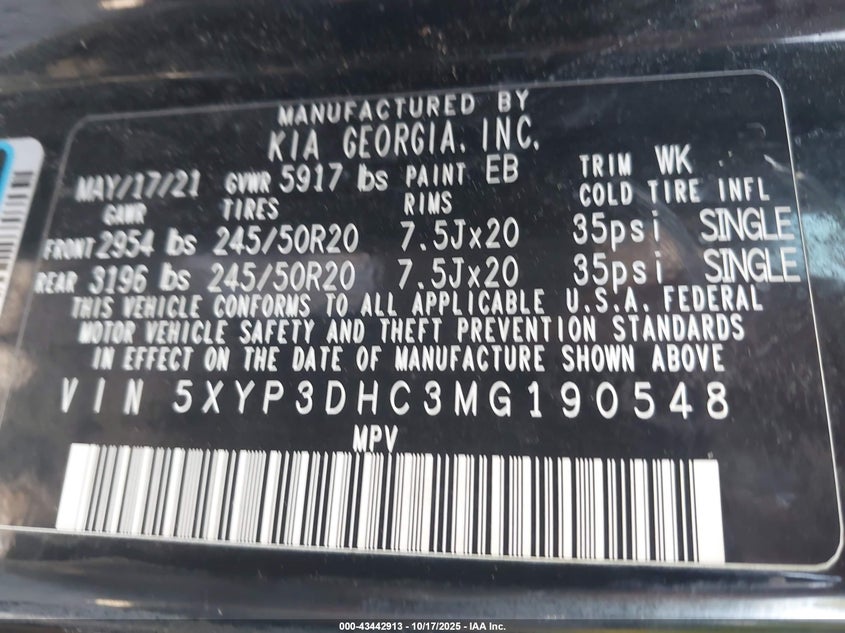 MANUFACTURED BY
KIA GEORGIA, INC.
MAY/17/21 GVWR 5917 lbs PAINT EB TRIM WK
GAWR TIRES RIMS COLD TIRE INFL
FRONT 2954 lbs 245/50R20 7.5Jx20 35psi SINGLE
REAR 3196 lbs 245/50R20 7.5Jx20 35psi SINGLE
THIS VEHICLE CONFORMS TO ALL APPLICABLE U.S.A. FEDERAL
MOTOR VEHICLE SAFETY AND THEFT PREVENTION STANDARDS
IN EFFECT ON THE DATE OF MANUFACTURE SHOWN ABOVE
VIN 5XYP3DHC3MG190548
MPV
000-43442913 - 10/17/2025 - IAA Inc.